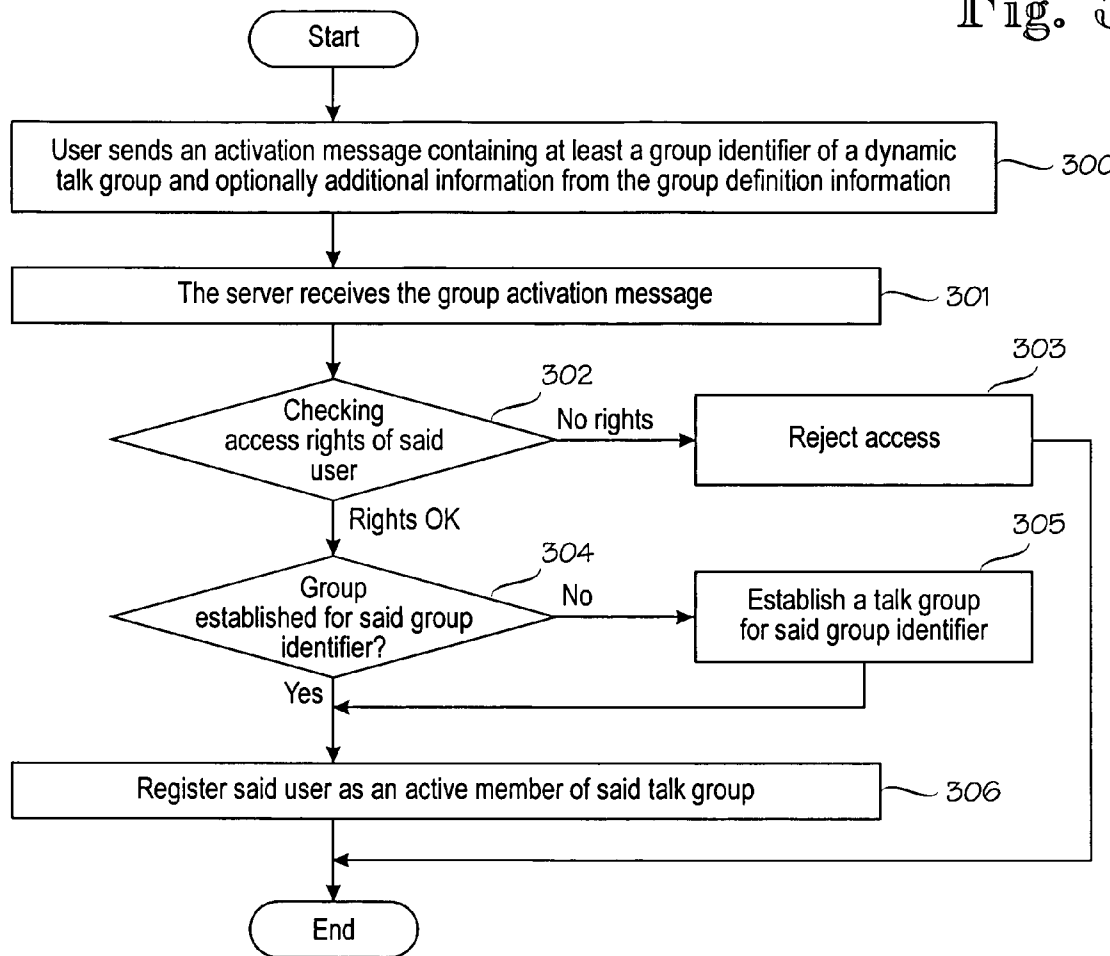 Fig. 3
Start
User sends an activation message containing at least a group identifier of a dynamic
talk group and optionally additional information from the group definition information
300
The server receives the group activation message
301
302
303
Checking
access rights of said
user
No rights
Reject access
Rights OK
304
305
Group
established for said group
identifier?
No
Establish a talk group
for said group identifier
Yes
Register said user as an active member of said talk group
306
End